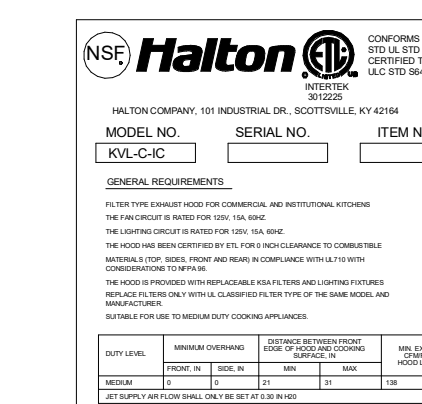 NSF Halton ETL
LISTED US
CONFORMS
STD UL STD
CERTIFIED T
ULC STD S64
INTERTEK
3012225
HALTON COMPANY, 101 INDUSTRIAL DR., SCOTTSVILLE, KY 42164
MODEL NO. SERIAL NO. ITEM N
KVL-C-IC
GENERAL REQUIREMENTS
FILTER TYPE EXHAUST HOOD FOR COMMERCIAL AND INSTITUTIONAL KITCHENS
THE FAN CIRCUIT IS RATED FOR 125V, 15A, 60HZ.
THE LIGHTING CIRCUIT IS RATED FOR 125V, 15A, 60HZ.
THE HOOD HAS BEEN CERTIFIED BY ETL FOR 0 INCH CLEARANCE TO COMBUSTIBLE
MATERIALS (TOP, SIDES, FRONT AND REAR) IN COMPLIANCE WITH UL710 WITH
CONSIDERATIONS TO NFPA 96.
THE HOOD IS PROVIDED WITH REPLACEABLE KSA FILTERS AND LIGHTING FIXTURES
REPLACE FILTERS ONLY WITH UL CLASSIFIED FILTER TYPE OF THE SAME MODEL AND
MANUFACTURER.
SUITABLE FOR USE TO MEDIUM DUTY COOKING APPLIANCES.
DUTY LEVEL MINIMUM OVERHANG DISTANCE BETWEEN FRONT
EDGE OF HOOD AND COOKING
SURFACE, IN
MIN. EX
CFM/F
HOOD L
FRONT, IN SIDE, IN MIN MAX
MEDIUM 0 0 21 31 138
JET SUPPLY AIR FLOW SHALL ONLY BE SET AT 0.30 IN H20